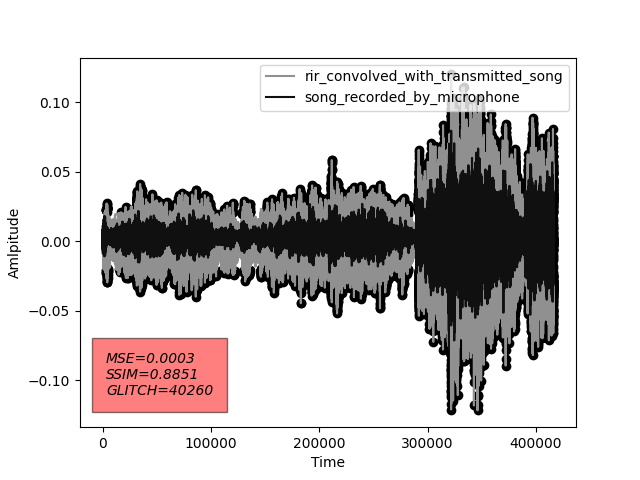 rir_convolved_with_transmitted_song
song_recorded_by_microphone
0.10
0.05
0.00
−0.05
−0.10
Amlpitude
MSE=0.0003
SSIM=0.8851
GLITCH=40260
0 100000 200000 300000 400000
Time